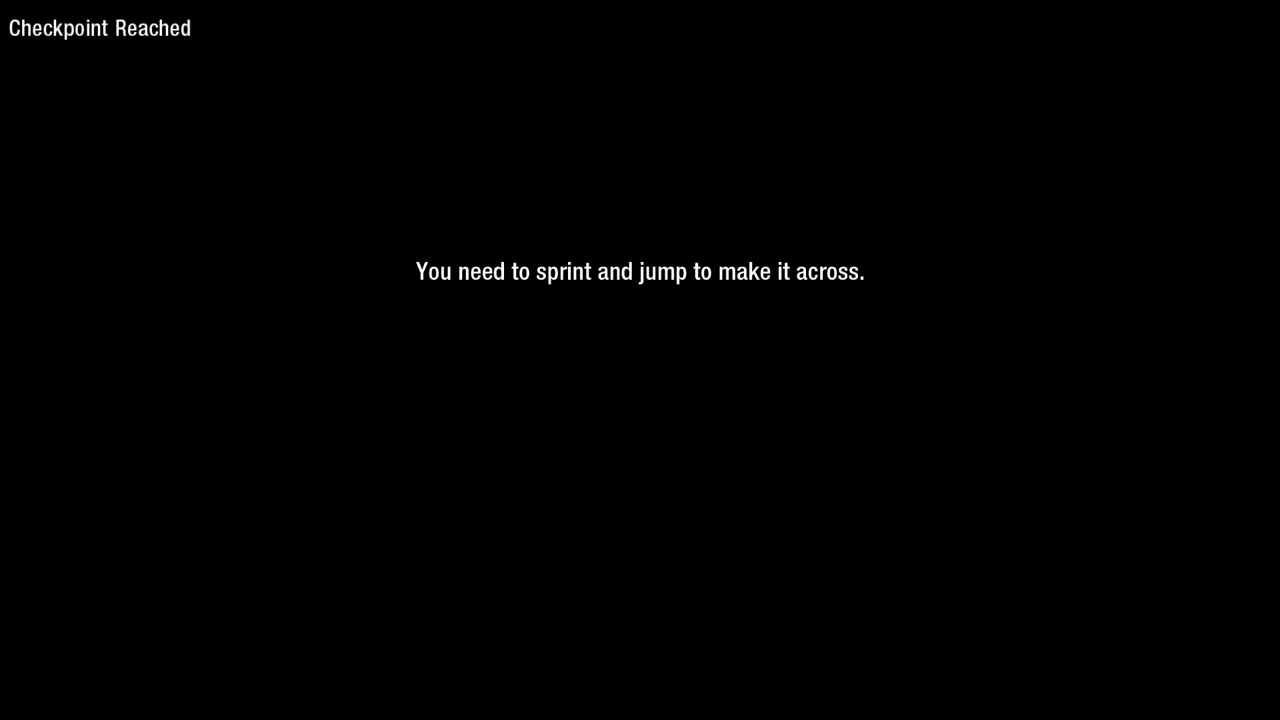 Checkpoint Reached
You need to sprint and jump to make it across.